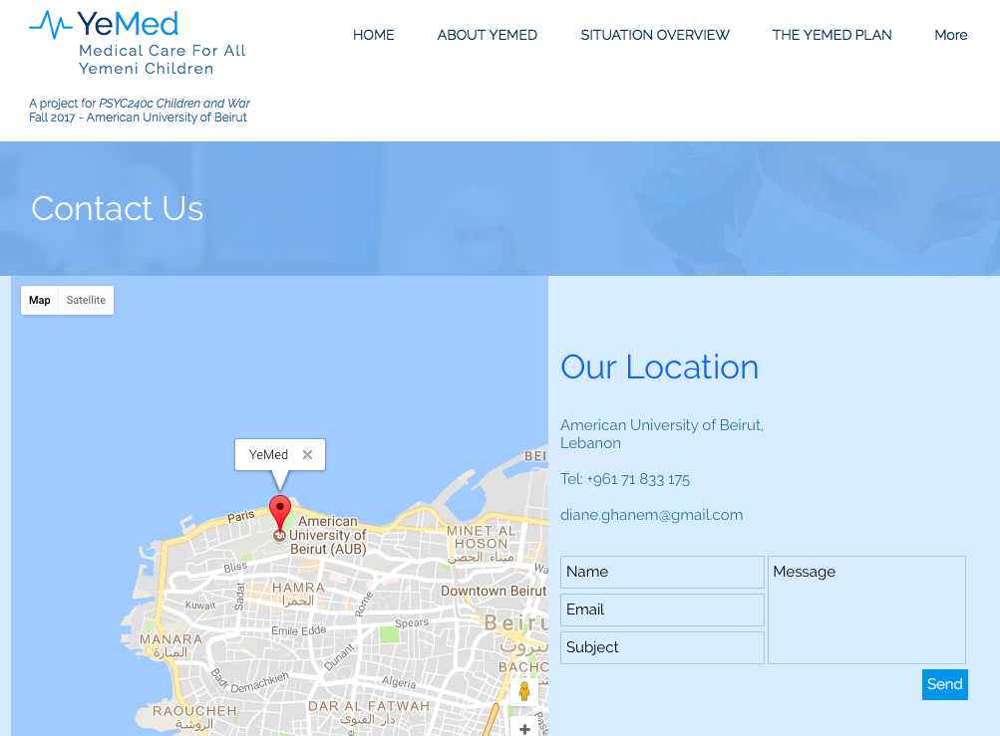 YeMed
Medical Care For All
Yemeni Children
HOME
ABOUT YEMED
SITUATION OVERVIEW
THE YEMED PLAN
More
A project for PSYC240c Children and War
Fall 2017 - American University of Beirut
Contact Us
Map
Satellite
YeMed
BEI
Paris
American
University of
Beirut (AUB)
MINET AL
HOSON
ميناء الحصن
Bliss
Wa
HAMRA
الحمرا
Downtown Beirut
Sadat
Kuwait
Rome
Emile Edde
Spears
Beiru
بيروت
MANARA
المنارة
Dunant
BACHO
Badr Demachkieh
Algeria
RAOUCHEH
الروشة
DAR AL FATWAH
دار الفتوى
+
Our Location
American University of Beirut,
Lebanon
Tel: +961 71 833 175
diane.ghanem@gmail.com
Name
Message
Email
Subject
Send